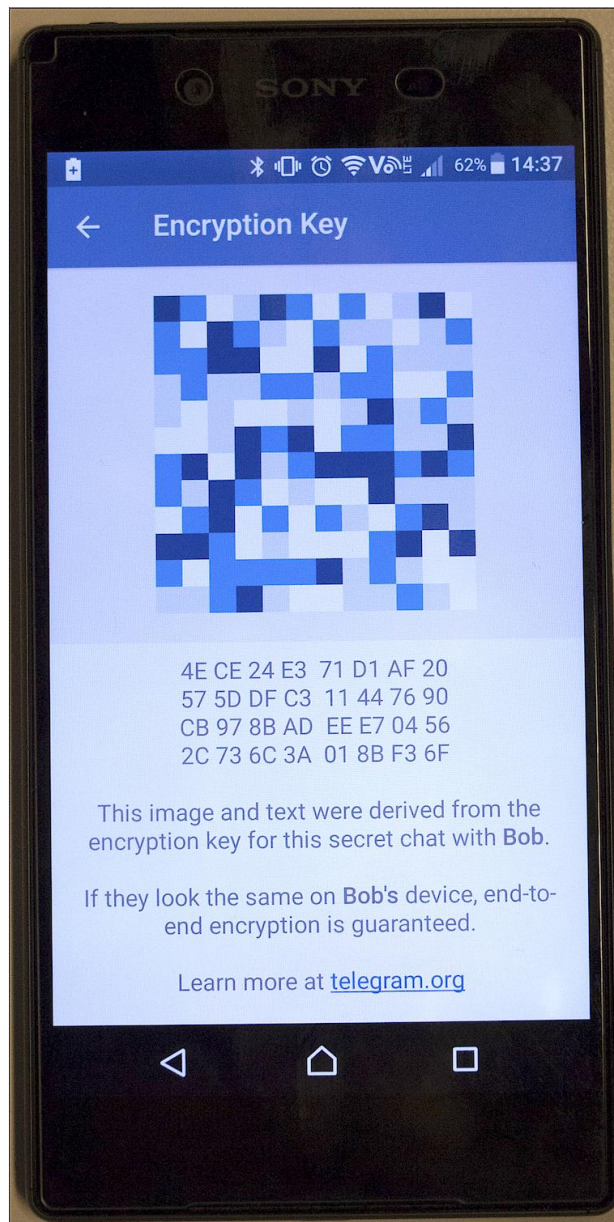 SONY
62% 14:37
Encryption Key
4E CE 24 E3 71 D1 AF 20
57 5D DF C3 11 44 76 90
CB 97 8B AD EE E7 04 56
2C 73 6C 3A 01 8B F3 6F
This image and text were derived from the
encryption key for this secret chat with Bob.
If they look the same on Bob's device, end-to-
end encryption is guaranteed.
Learn more at telegram.org